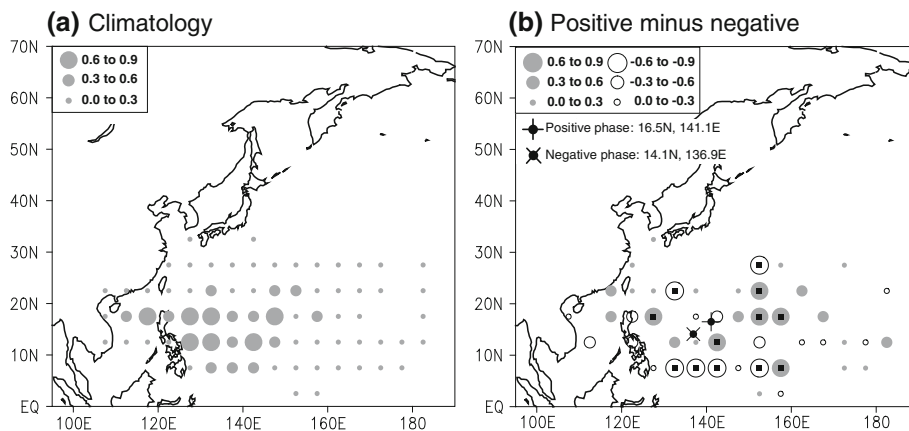 (a) Climatology
(b) Positive minus negative
70N
0.6 to 0.9
0.3 to 0.6
0.0 to 0.3
60N
50N
40N
30N
20N
10N
EQ
100E 120E 140E 160E 180
70N
0.6 to 0.9 -0.6 to -0.9
0.3 to 0.6 -0.3 to -0.6
0.0 to 0.3 0.0 to -0.3
60N
Positive phase: 16.5N, 141.1E
50N
Negative phase: 14.1N, 136.9E
40N
30N
20N
10N
EQ
100E 120E 140E 160E 180